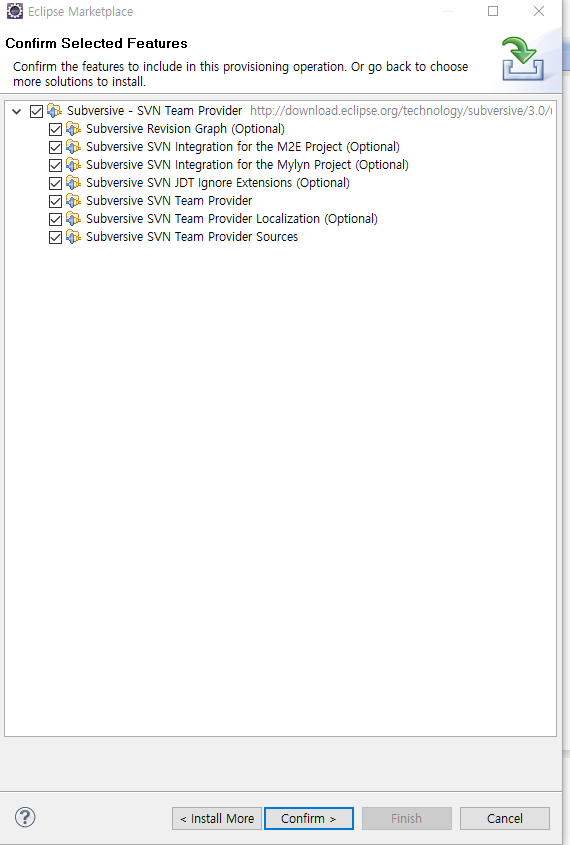 Eclipse Marketplace
Confirm Selected Features
Confirm the features to include in this provisioning operation. Or go back to choose
more solutions to install.
Subversive - SVN Team Provider http://download.eclipse.org/technology/subversive/3.0/
Subversive Revision Graph (Optional)
Subversive SVN Integration for the M2E Project (Optional)
Subversive SVN Integration for the Mylyn Project (Optional)
Subversive SVN JDT Ignore Extensions (Optional)
Subversive SVN Team Provider
Subversive SVN Team Provider Localization (Optional)
Subversive SVN Team Provider Sources
?
< Install More
Confirm >
Finish
Cancel